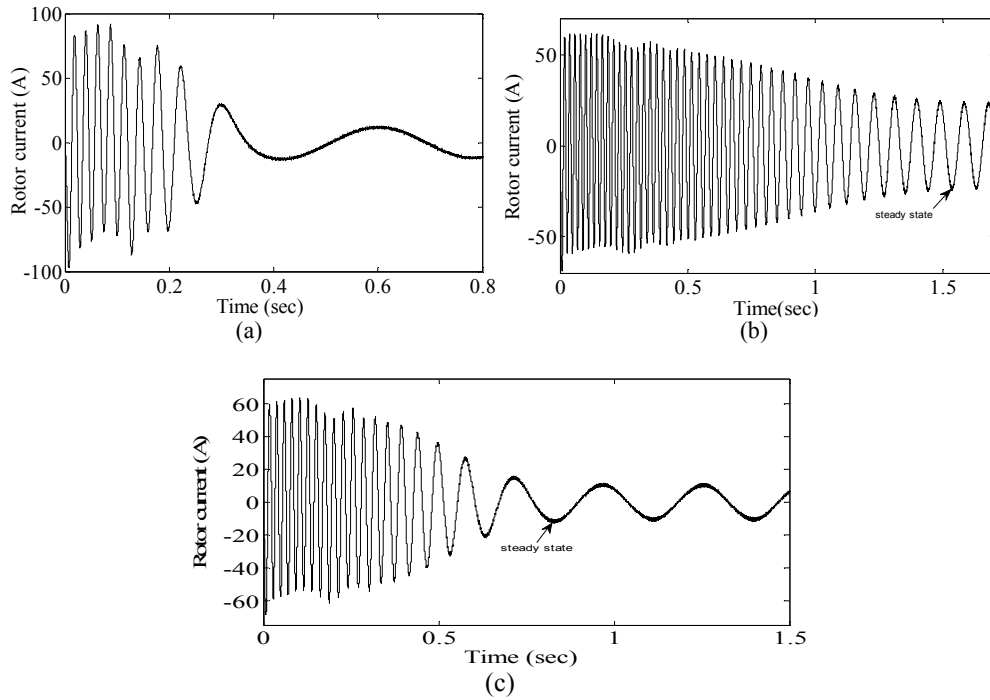 100
50
0
-50
-100
Rotor current (A)
0
0.2
0.4
0.6
0.8
Time (sec)
(a)
50
0
-50
Rotor current (A)
steady state
0
0.5
1
1.5
Time(sec)
(b)
60
40
20
0
-20
-40
-60
Rotor current (A)
steady state
0
0.5
1
1.5
Time (sec)
(c)